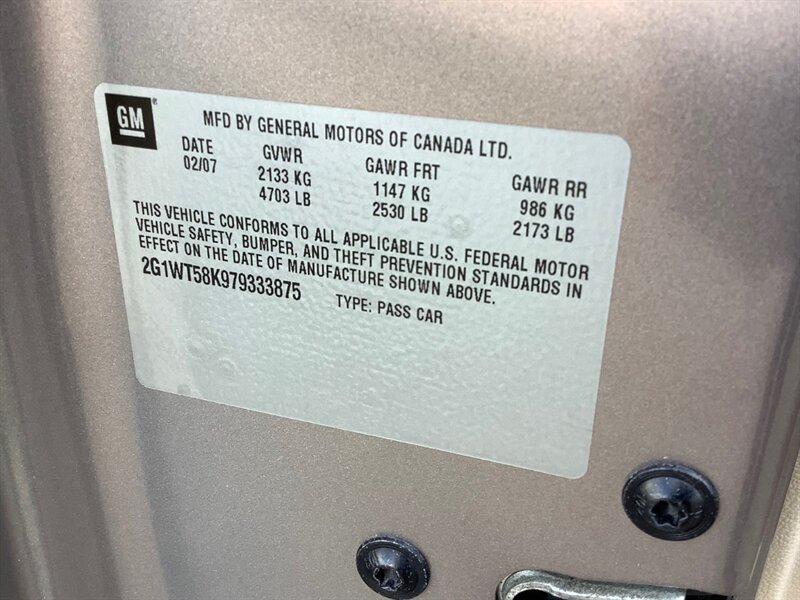 GM®
MFD BY GENERAL MOTORS OF CANADA LTD.
DATE GVWR GAWR FRT GAWR RR
02/07 2133 KG 1147 KG 986 KG
4703 LB 2530 LB 2173 LB
THIS VEHICLE CONFORMS TO ALL APPLICABLE U.S. FEDERAL MOTOR
VEHICLE SAFETY, BUMPER, AND THEFT PREVENTION STANDARDS IN
EFFECT ON THE DATE OF MANUFACTURE SHOWN ABOVE.
2G1WT58K979333875 TYPE: PASS CAR